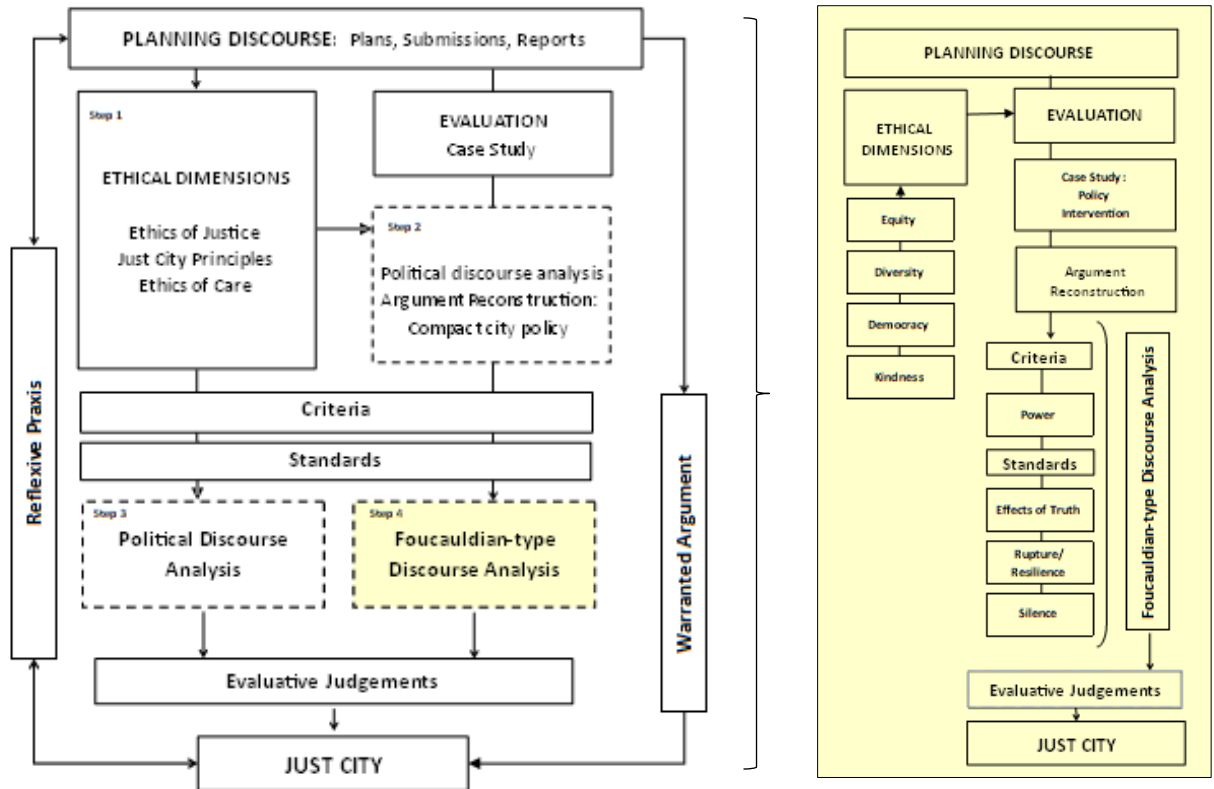 PLANNING DISCOURSE: Plans, Submissions, Reports
Step 1
ETHICAL DIMENSIONS
Ethics of Justice
Just City Principles
Ethics of Care
EVALUATION
Case Study
Step 2
Political discourse analysis
Argument Reconstruction:
Compact city policy
Criteria
Standards
Step 3
Political Discourse
Analysis
Step 4
Foucauldian-type
Discourse Analysis
Evaluative Judgements
JUST CITY
Reflexive Praxis
Warranted Argument
PLANNING DISCOURSE
ETHICAL
DIMENSIONS
Equity
Diversity
Democracy
Kindness
EVALUATION
Case Study :
Policy
Intervention
Argument
Reconstruction
Criteria
Power
Standards
Effects of Truth
Rupture/
Resilience
Silence
Foucauldian-type Discourse Analysis
Evaluative Judgements
JUST CITY